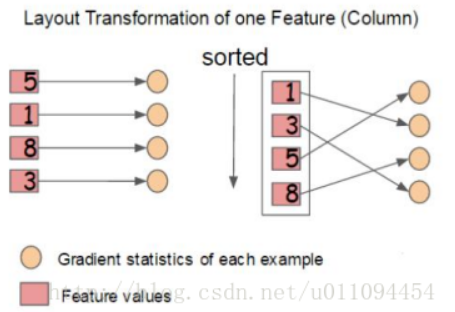 Layout Transformation of one Feature (Column)
sorted
5
1
8
3
1
3
5
8
Gradient statistics of each example
Feature values
http://blog.csdn.net/u011094454